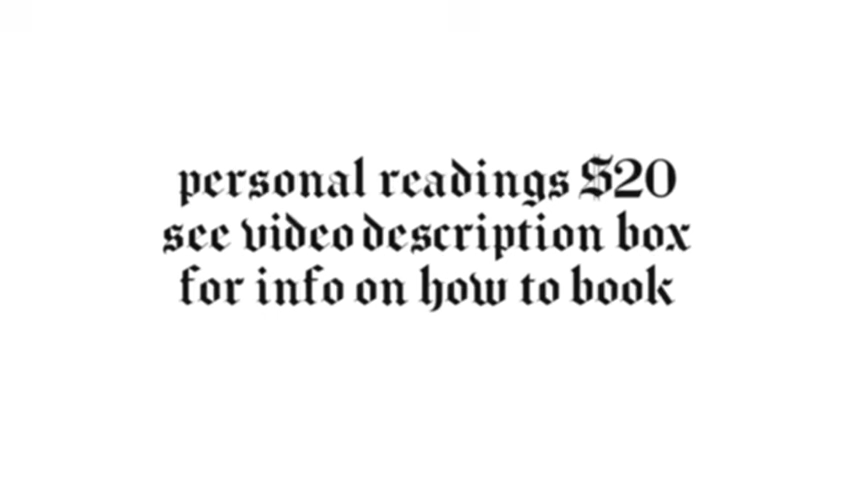 personal readings $20
see video description box
for info on how to book